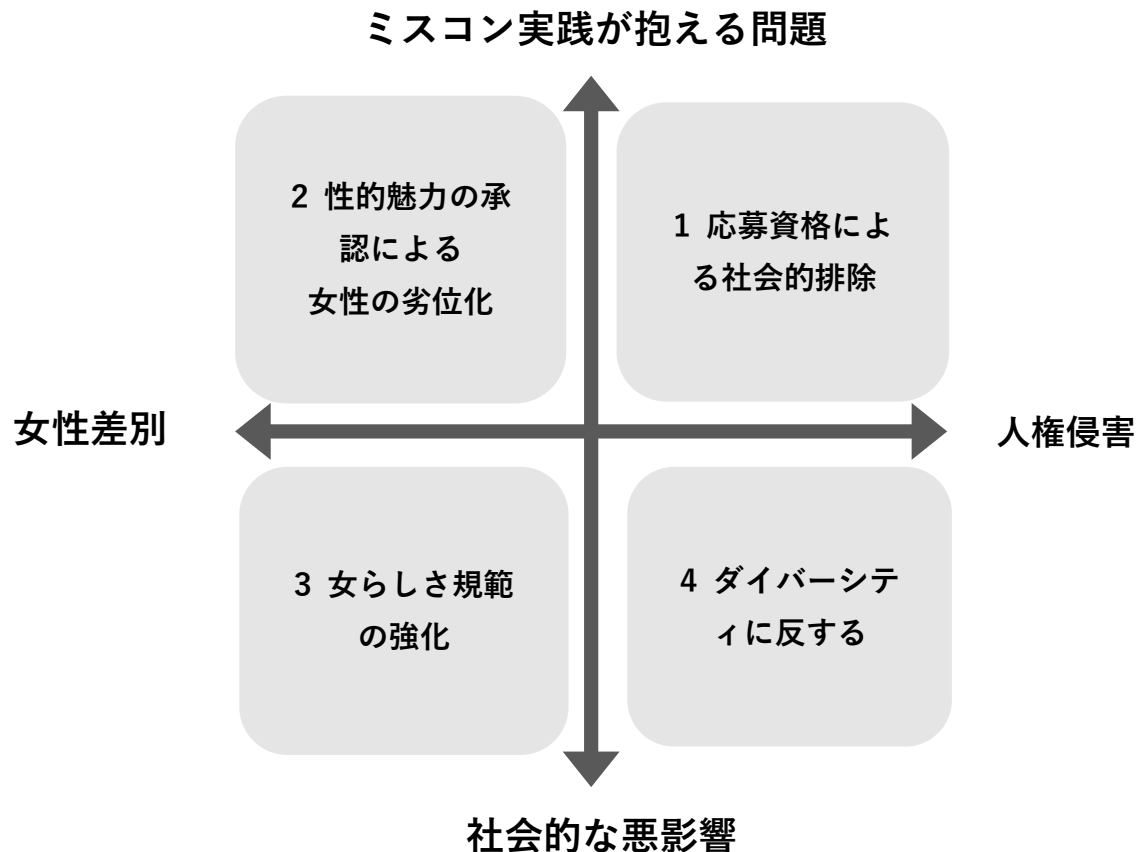 ミスコン実践が抱える問題
2 性的魅力の承
認による
女性の劣位化
1 応募資格によ
る社会的排除
女性差別
人権侵害
3 女らしさ規範
の強化
4 ダイバーシテ
ィに反する
社会的な悪影響